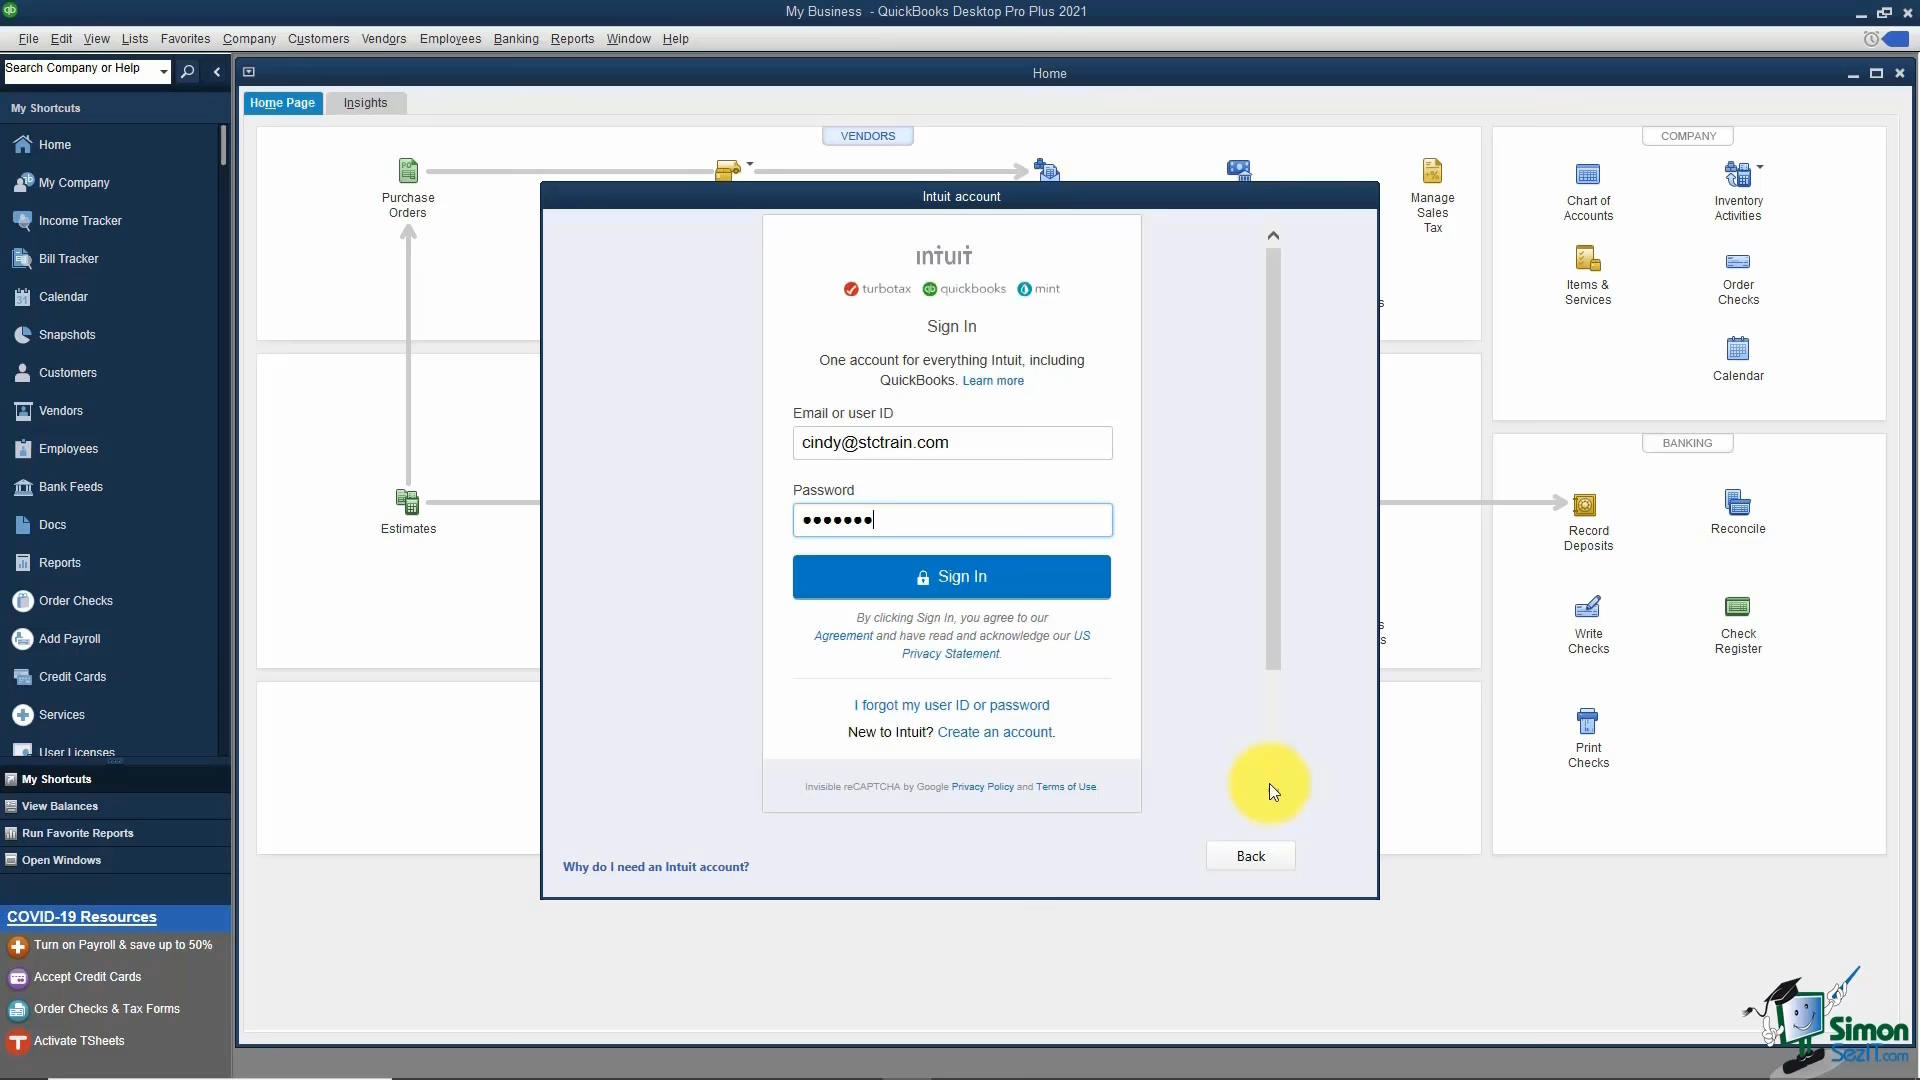 My Business - QuickBooks Desktop Pro Plus 2021
File Edit View Lists Favorites Company Customers Vendors Employees Banking Reports Window Help
Search Company or Help
Home
Home Page Insights
My Shortcuts
Home
My Company
Income Tracker
Bill Tracker
Calendar
Snapshots
Customers
Vendors
Employees
Bank Feeds
Docs
Reports
Order Checks
Add Payroll
Credit Cards
Services
User Licenses
My Shortcuts
View Balances
Run Favorite Reports
Open Windows
COVID-19 Resources
Turn on Payroll & save up to 50%
Accept Credit Cards
Order Checks & Tax Forms
Activate TSheets
VENDORS
Purchase
Orders
Manage
Sales
Tax
Estimates
Intuit account
intuit
turbotax quickbooks mint
Sign In
One account for everything Intuit, including
QuickBooks. Learn more
Email or user ID
cindy@stctrain.com
Password
●●●●●●●
Sign In
By clicking Sign In, you agree to our
Agreement and have read and acknowledge our US
Privacy Statement.
I forgot my user ID or password
New to Intuit? Create an account.
Invisible reCAPTCHA by Google Privacy Policy and Terms of Use.
Why do I need an Intuit account?
Back
COMPANY
Chart of
Accounts
Inventory
Activities
Items &
Services
Order
Checks
Calendar
31
BANKING
Record
Deposits
Reconcile
Write
Checks
Check
Register
Print
Checks
Simon
SezIT.com